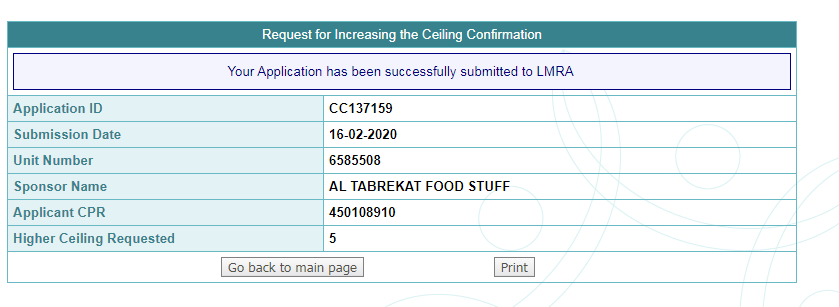 Request for Increasing the Ceiling Confirmation
Your Application has been successfully submitted to LMRA
Application ID CC137159
Submission Date 16-02-2020
Unit Number 6585508
Sponsor Name AL TABREKAT FOOD STUFF
Applicant CPR 450108910
Higher Ceiling Requested 5
Go back to main page Print